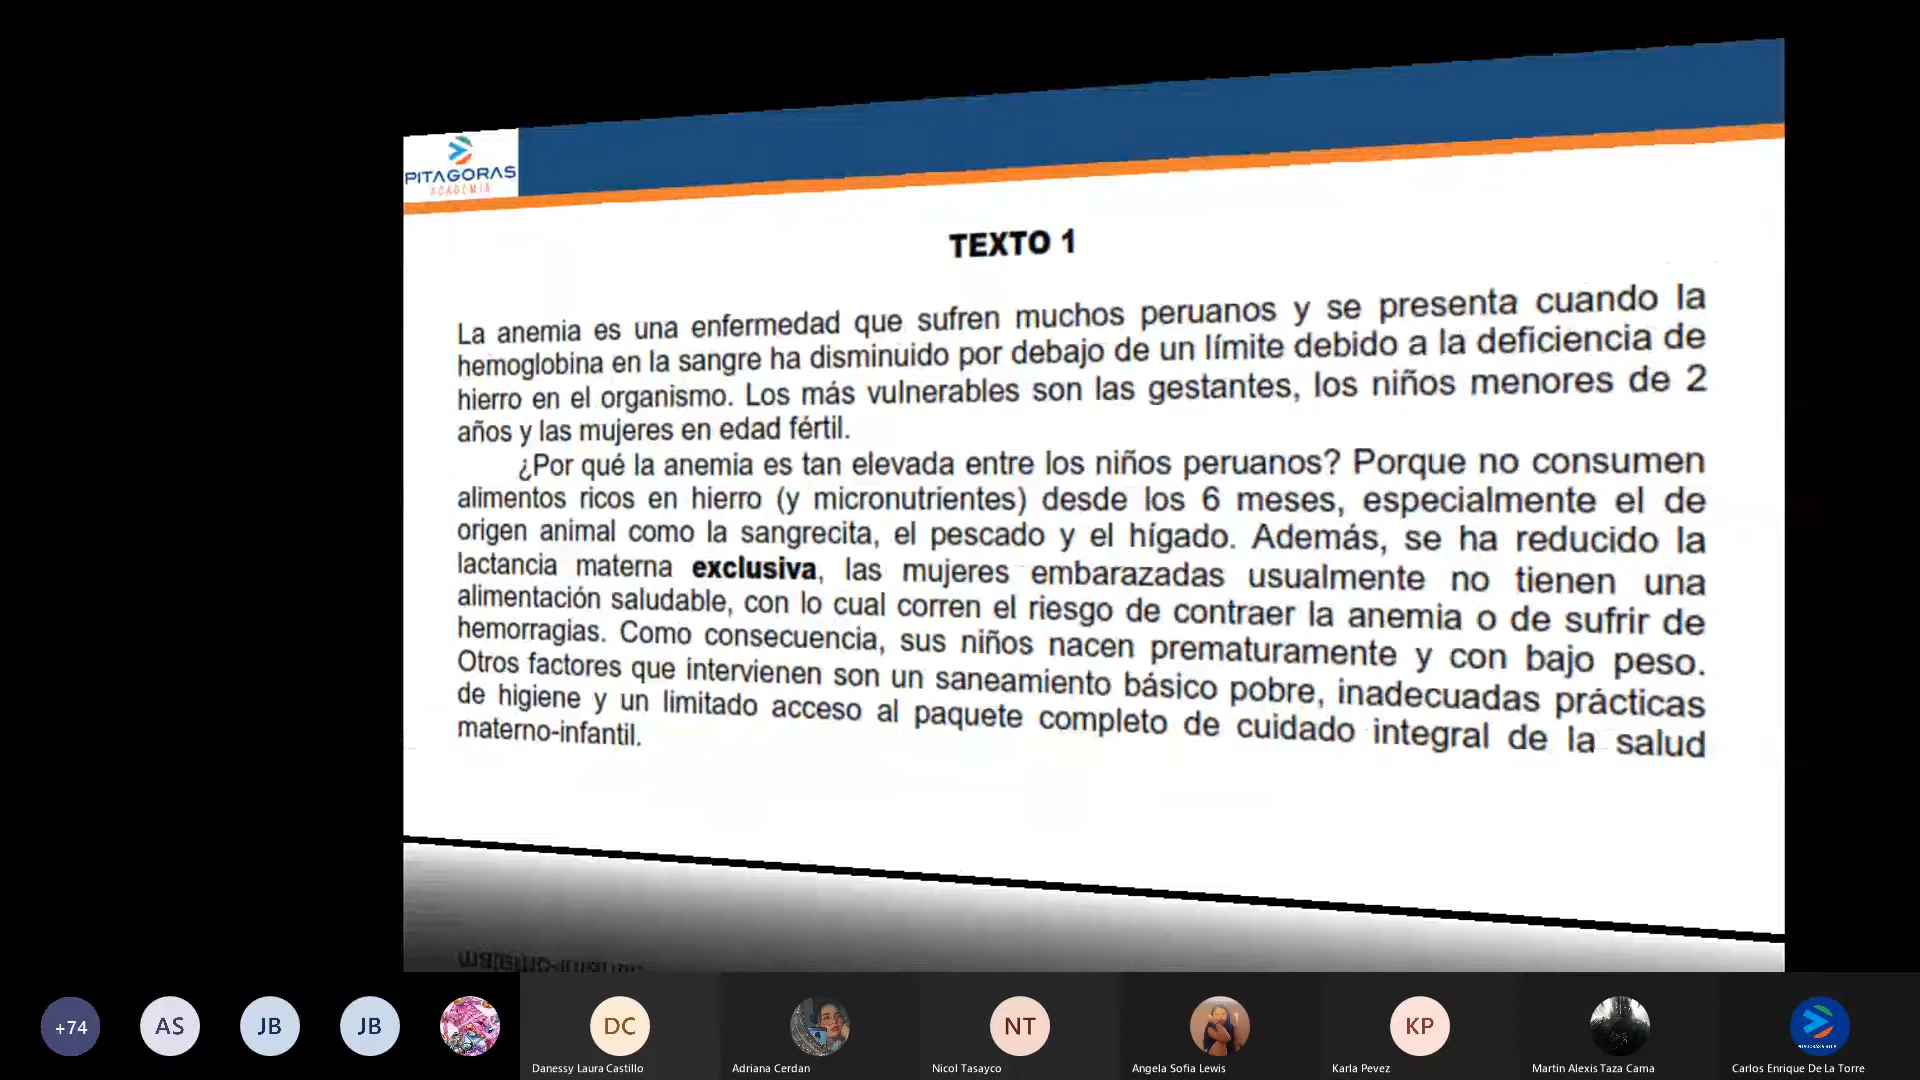 PITAGORAS
ACADEMIA
TEXTO 1
La anemia es una enfermedad que sufren muchos peruanos y se presenta cuando la
hemoglobina en la sangre ha disminuido por debajo de un límite debido a la deficiencia de
hierro en el organismo. Los más vulnerables son las gestantes, los niños menores de 2
años y las mujeres en edad fértil.
¿Por qué la anemia es tan elevada entre los niños peruanos? Porque no consumen
alimentos ricos en hierro (y micronutrientes) desde los 6 meses, especialmente el de
origen animal como la sangrecita, el pescado y el hígado. Además, se ha reducido la
lactancia materna exclusiva, las mujeres embarazadas usualmente no tienen una
alimentación saludable, con lo cual corren el riesgo de contraer la anemia o de sufrir de
hemorragias. Como consecuencia, sus niños nacen prematuramente y con bajo peso.
Otros factores que intervienen son un saneamiento básico pobre, inadecuadas prácticas
de higiene y un limitado acceso al paquete completo de cuidado integral de la salud
materno-infantil.
+74
AS
JB
JB
DC
NT
KP
Danessy Laura Castillo
Adriana Cerdan
Nicol Tasayco
Angela Sofia Lewis
Karla Pevez
Martin Alexis Taza Cama
Carlos Enrique De La Torre